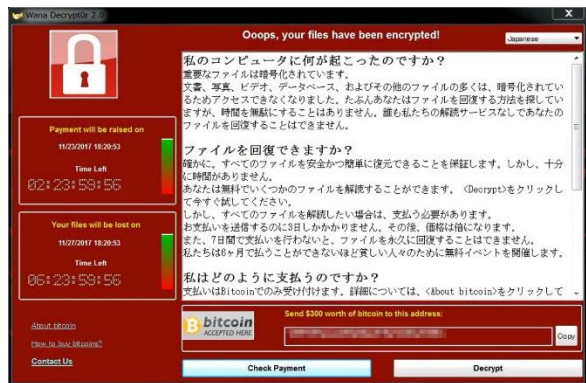 Wana Decrypt0r 2.0
Ooops, your files have been encrypted!
Japanese
Payment will be raised on
11/23/2017 18:20:53
Time Left
02:23:59:56
Your files will be lost on
11/27/2017 18:20:53
Time Left
06:23:59:56
About bitcoin
How to buy bitcoins?
Contact Us
私のコンピュータに何が起こったのですか？
重要なファイルは暗号化されています。
文書、写真、ビデオ、データベース、およびその他のファイルの多くは、暗号化されてい
るためアクセスできなくなりました。たぶんあなたはファイルを回復する方法を探してい
ますが、時間を無駄にすることはありません。誰も私たちの解読サービスなしであなたの
ファイルを回復することはできません。
ファイルを回復できますか？
確かに。すべてのファイルを安全かつ簡単に復元できることを保証します。しかし、十分
に時間がありません。
あなたは無料でいくつかのファイルを解読することができます。 <Decrypt>をクリックし
て今すぐ試してください。
しかし、すべてのファイルを解読したい場合は、支払う必要があります。
お支払いを送信するのに3日しかかかりません。その後、価格は倍になります。
また、7日間で支払いを行わないと、ファイルを永久に回復することはできません。
私たちは6ヶ月で払うことができないほど貧しい人々のために無料イベントを開催します。
私はどのように支払うのですか？
支払いはBitcoinでのみ受け付けます。詳細については、<About bitcoin>をクリックして
bitcoin
ACCEPTED HERE
Send $300 worth of bitcoin to this address:
Copy
Check Payment
Decrypt